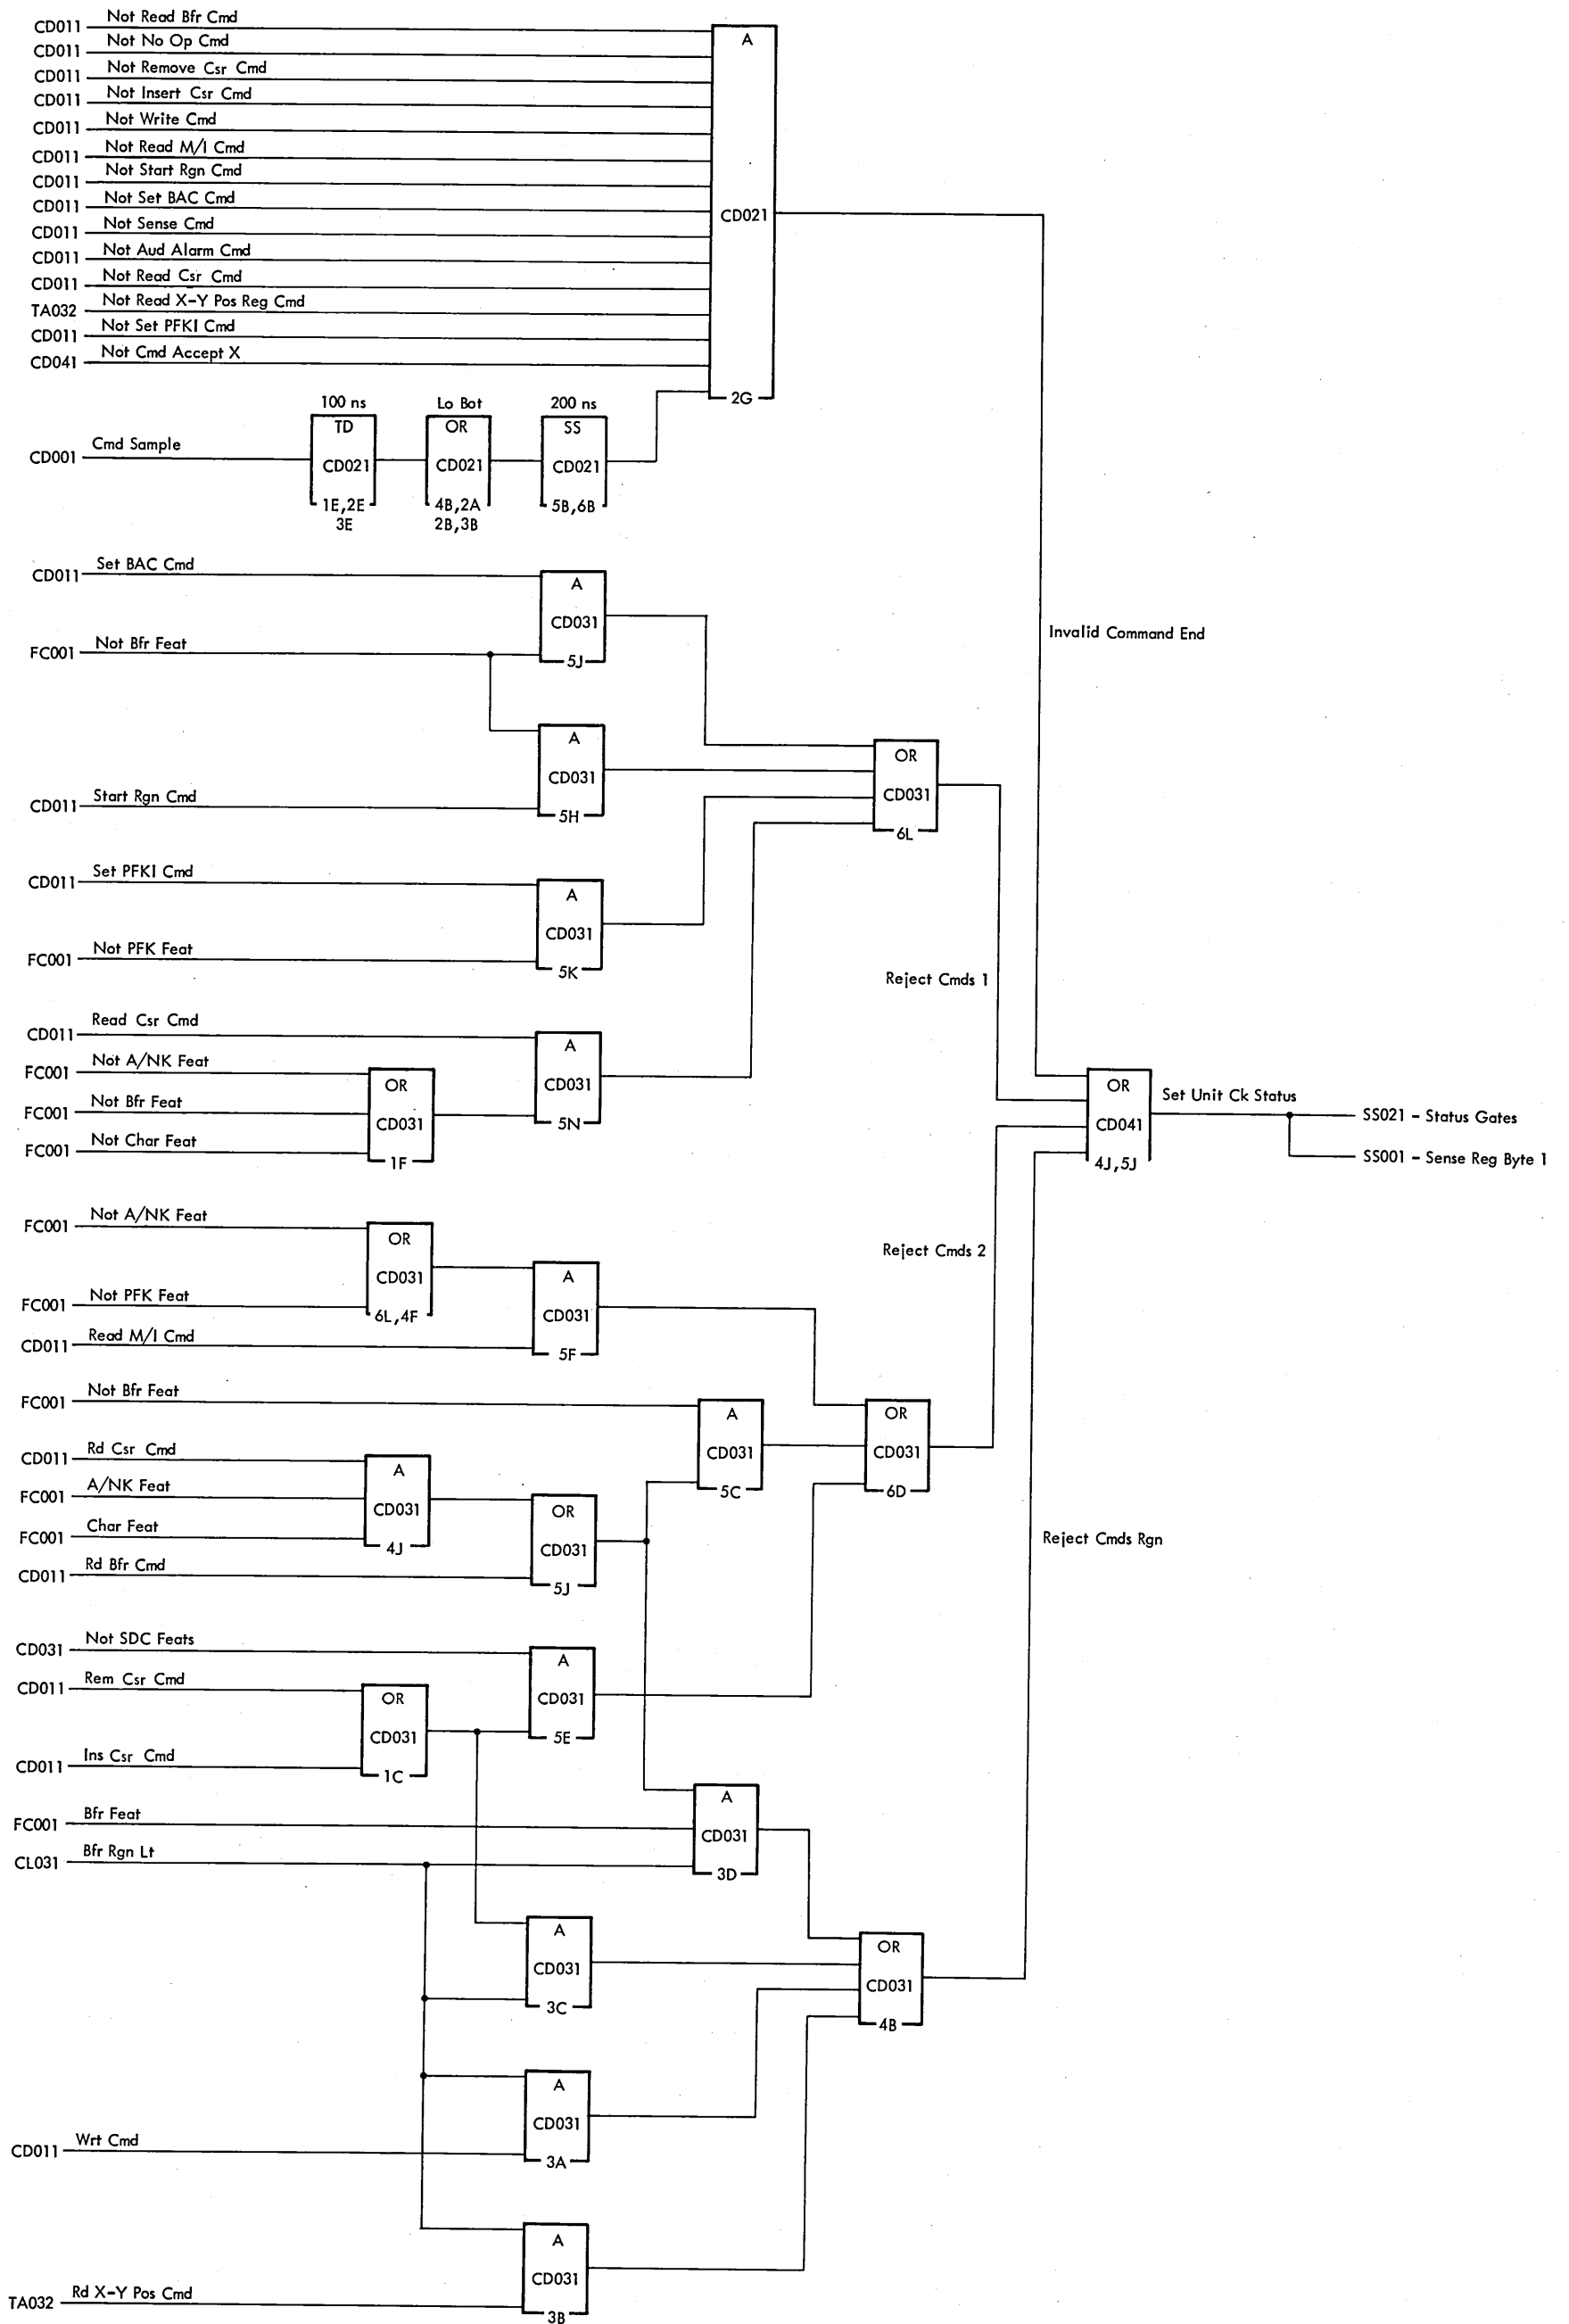 CD011 Not Read Bfr Cmd
CD011 Not No Op Cmd
CD011 Not Remove Csr Cmd
CD011 Not Insert Csr Cmd
CD011 Not Write Cmd
CD011 Not Read M/I Cmd
CD011 Not Start Rgn Cmd
CD011 Not Set BAC Cmd
CD011 Not Sense Cmd
CD011 Not Aud Alarm Cmd
CD011 Not Read Csr Cmd
TA032 Not Read X-Y Pos Reg Cmd
CD011 Not Set PFKI Cmd
CD041 Not Cmd Accept X
A
CD021
2G
CD001 Cmd Sample
100 ns
TD
CD021
1E,2E
3E
Lo Bot
OR
CD021
4B,2A
2B,3B
200 ns
SS
CD021
5B,6B
CD011 Set BAC Cmd
FC001 Not Bfr Feat
A
CD031
5J
Invalid Command End
A
CD031
5H
CD011 Start Rgn Cmd
OR
CD031
6L
CD011 Set PFKI Cmd
FC001 Not PFK Feat
A
CD031
5K
Reject Cmds 1
CD011 Read Csr Cmd
FC001 Not A/NK Feat
FC001 Not Bfr Feat
FC001 Not Char Feat
OR
CD031
1F
A
CD031
5N
OR
CD041
4J,5J
Set Unit Ck Status
SS021 - Status Gates
SS001 - Sense Reg Byte 1
FC001 Not A/NK Feat
FC001 Not PFK Feat
CD011 Read M/I Cmd
OR
CD031
6L,4F
A
CD031
5F
Reject Cmds 2
FC001 Not Bfr Feat
CD011 Rd Csr Cmd
FC001 A/NK Feat
FC001 Char Feat
CD011 Rd Bfr Cmd
A
CD031
4J
OR
CD031
5J
A
CD031
5C
OR
CD031
6D
Reject Cmds Rgn
CD031 Not SDC Feats
CD011 Rem Csr Cmd
CD011 Ins Csr Cmd
OR
CD031
1C
A
CD031
5E
FC001 Bfr Feat
CL031 Bfr Rgn Lt
A
CD031
3D
A
CD031
3C
OR
CD031
4B
A
CD031
3A
CD011 Wrt Cmd
A
CD031
3B
TA032 Rd X-Y Pos Cmd